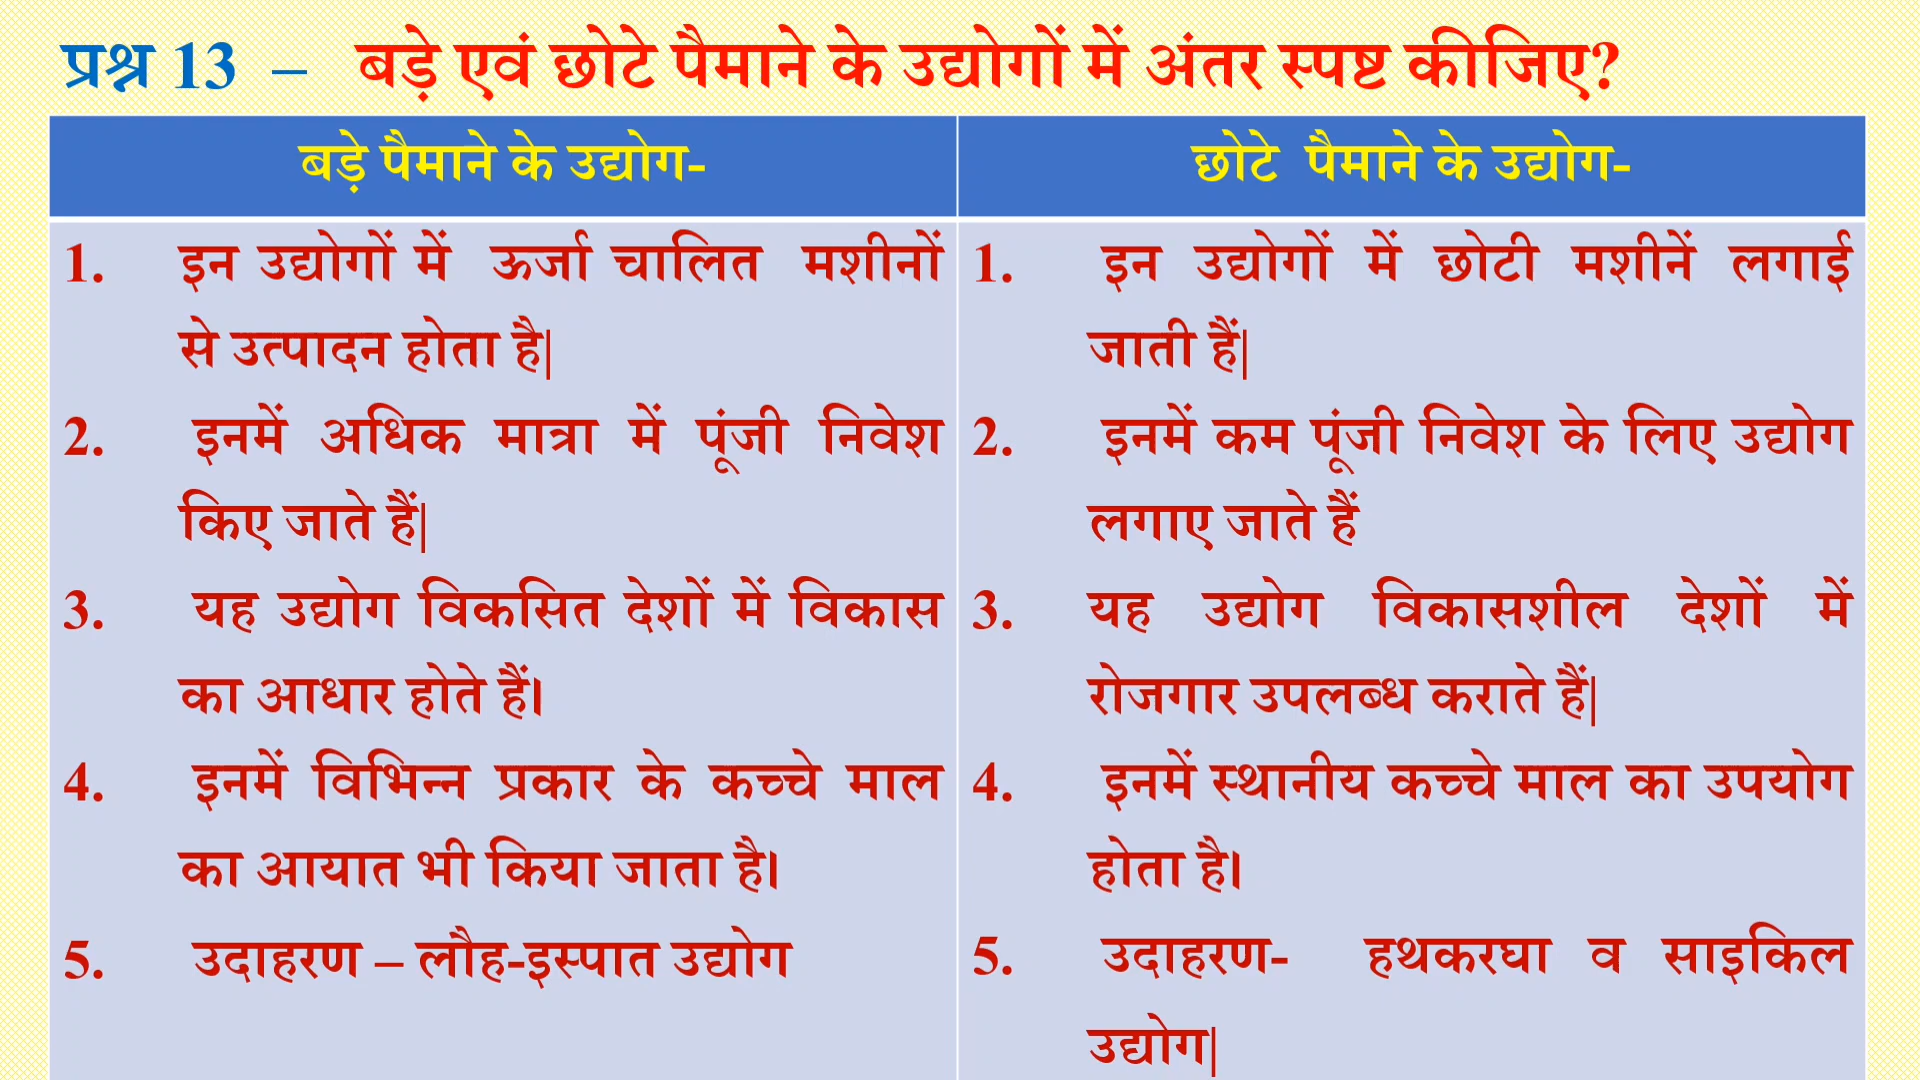 प्रश्न 13 – बड़े एवं छोटे पैमाने के उद्योगों में अंतर स्पष्ट कीजिए?
बड़े पैमाने के उद्योग-
1. इन उद्योगों में ऊर्जा चालित मशीनों
से उत्पादन होता है|
2. इनमें अधिक मात्रा में पूंजी निवेश
किए जाते हैं|
3. यह उद्योग विकसित देशों में विकास
का आधार होते हैं।
4. इनमें विभिन्न प्रकार के कच्चे माल
का आयात भी किया जाता है।
5. उदाहरण – लौह-इस्पात उद्योग
छोटे पैमाने के उद्योग-
1. इन उद्योगों में छोटी मशीनें लगाई
जाती हैं|
2. इनमें कम पूंजी निवेश के लिए उद्योग
लगाए जाते हैं
3. यह उद्योग विकासशील देशों में
रोजगार उपलब्ध कराते हैं|
4. इनमें स्थानीय कच्चे माल का उपयोग
होता है।
5. उदाहरण- हथकरघा व साइकिल
उद्योग|